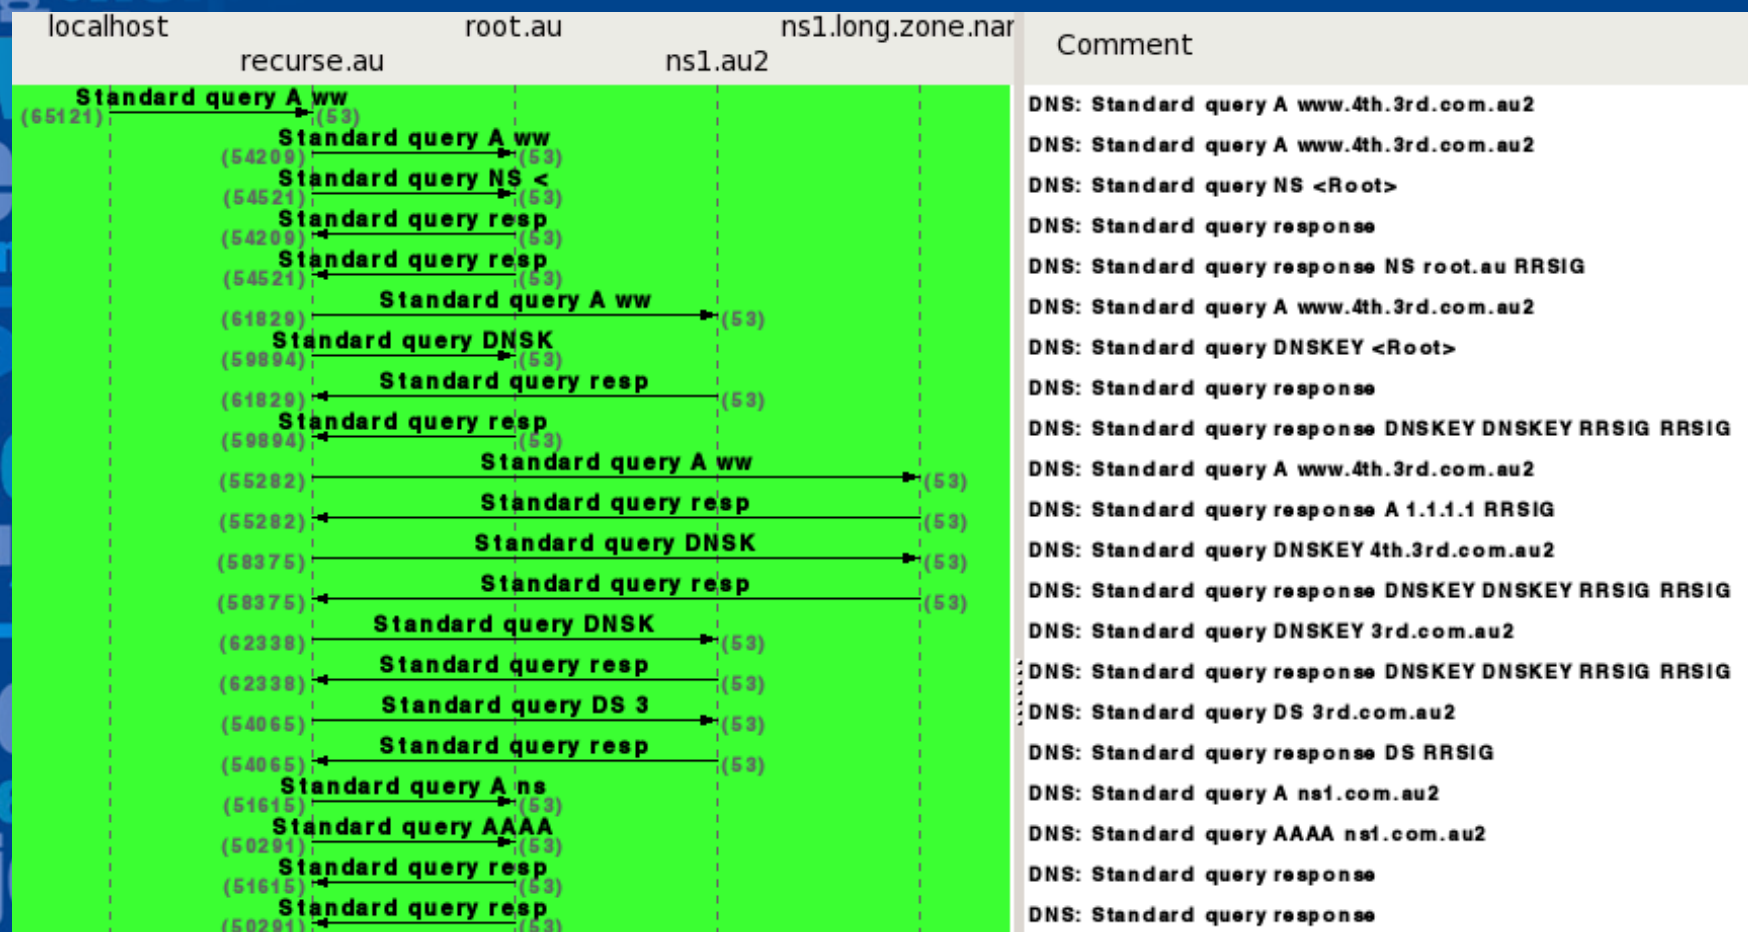 localhost root.au ns1.long.zone.nar
recurse.au ns1.au2
Comment
Standard query A ww
(65121) (53)
DNS: Standard query A www.4th.3rd.com.au2
Standard query A ww
(54209) (53)
DNS: Standard query A www.4th.3rd.com.au2
Standard query NS <
(54521) (53)
DNS: Standard query NS <Root>
Standard query resp
(54209) (53)
DNS: Standard query response
Standard query resp
(54521) (53)
DNS: Standard query response NS root.au RRSIG
Standard query A ww
(61829) (53)
DNS: Standard query A www.4th.3rd.com.au2
Standard query DNSK
(59894) (53)
DNS: Standard query DNSKEY <Root>
Standard query resp
(61829) (53)
DNS: Standard query response
Standard query resp
(59894) (53)
DNS: Standard query response DNSKEY DNSKEY RRSIG RRSIG
Standard query A ww
(55282) (53)
DNS: Standard query A www.4th.3rd.com.au2
Standard query resp
(55282) (53)
DNS: Standard query response A 1.1.1.1 RRSIG
Standard query DNSK
(58375) (53)
DNS: Standard query DNSKEY 4th.3rd.com.au2
Standard query resp
(58375) (53)
DNS: Standard query response DNSKEY DNSKEY RRSIG RRSIG
Standard query DNSK
(62338) (53)
DNS: Standard query DNSKEY 3rd.com.au2
Standard query resp
(62338) (53)
DNS: Standard query response DNSKEY DNSKEY RRSIG RRSIG
Standard query DS 3
(54065) (53)
DNS: Standard query DS 3rd.com.au2
Standard query resp
(54065) (53)
DNS: Standard query response DS RRSIG
Standard query A ns
(51615) (53)
DNS: Standard query A ns1.com.au2
Standard query AAAA
(50291) (53)
DNS: Standard query AAAA ns1.com.au2
Standard query resp
(51615) (53)
DNS: Standard query response
Standard query resp
(50291) (53)
DNS: Standard query response